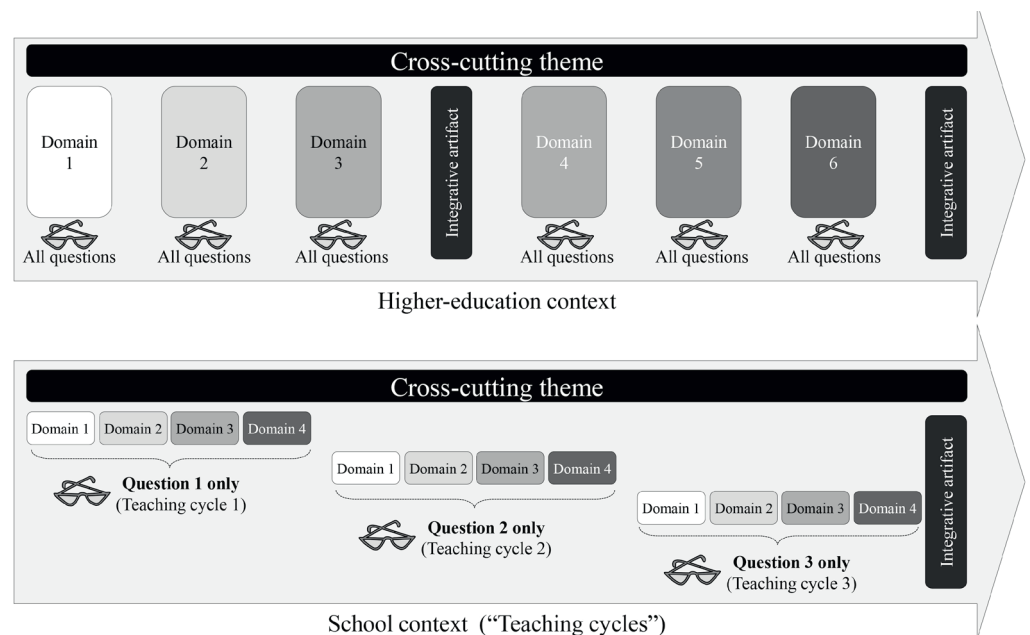 Cross-cutting theme
Domain
1
Domain
2
Domain
3
Integrative artifact
Domain
4
Domain
5
Domain
6
Integrative artifact
All questions
All questions
All questions
All questions
All questions
All questions
Higher-education context
Cross-cutting theme
Domain 1
Domain 2
Domain 3
Domain 4
Question 1 only
(Teaching cycle 1)
Domain 1
Domain 2
Domain 3
Domain 4
Question 2 only
(Teaching cycle 2)
Domain 1
Domain 2
Domain 3
Domain 4
Question 3 only
(Teaching cycle 3)
Integrative artifact
School context (“Teaching cycles”)